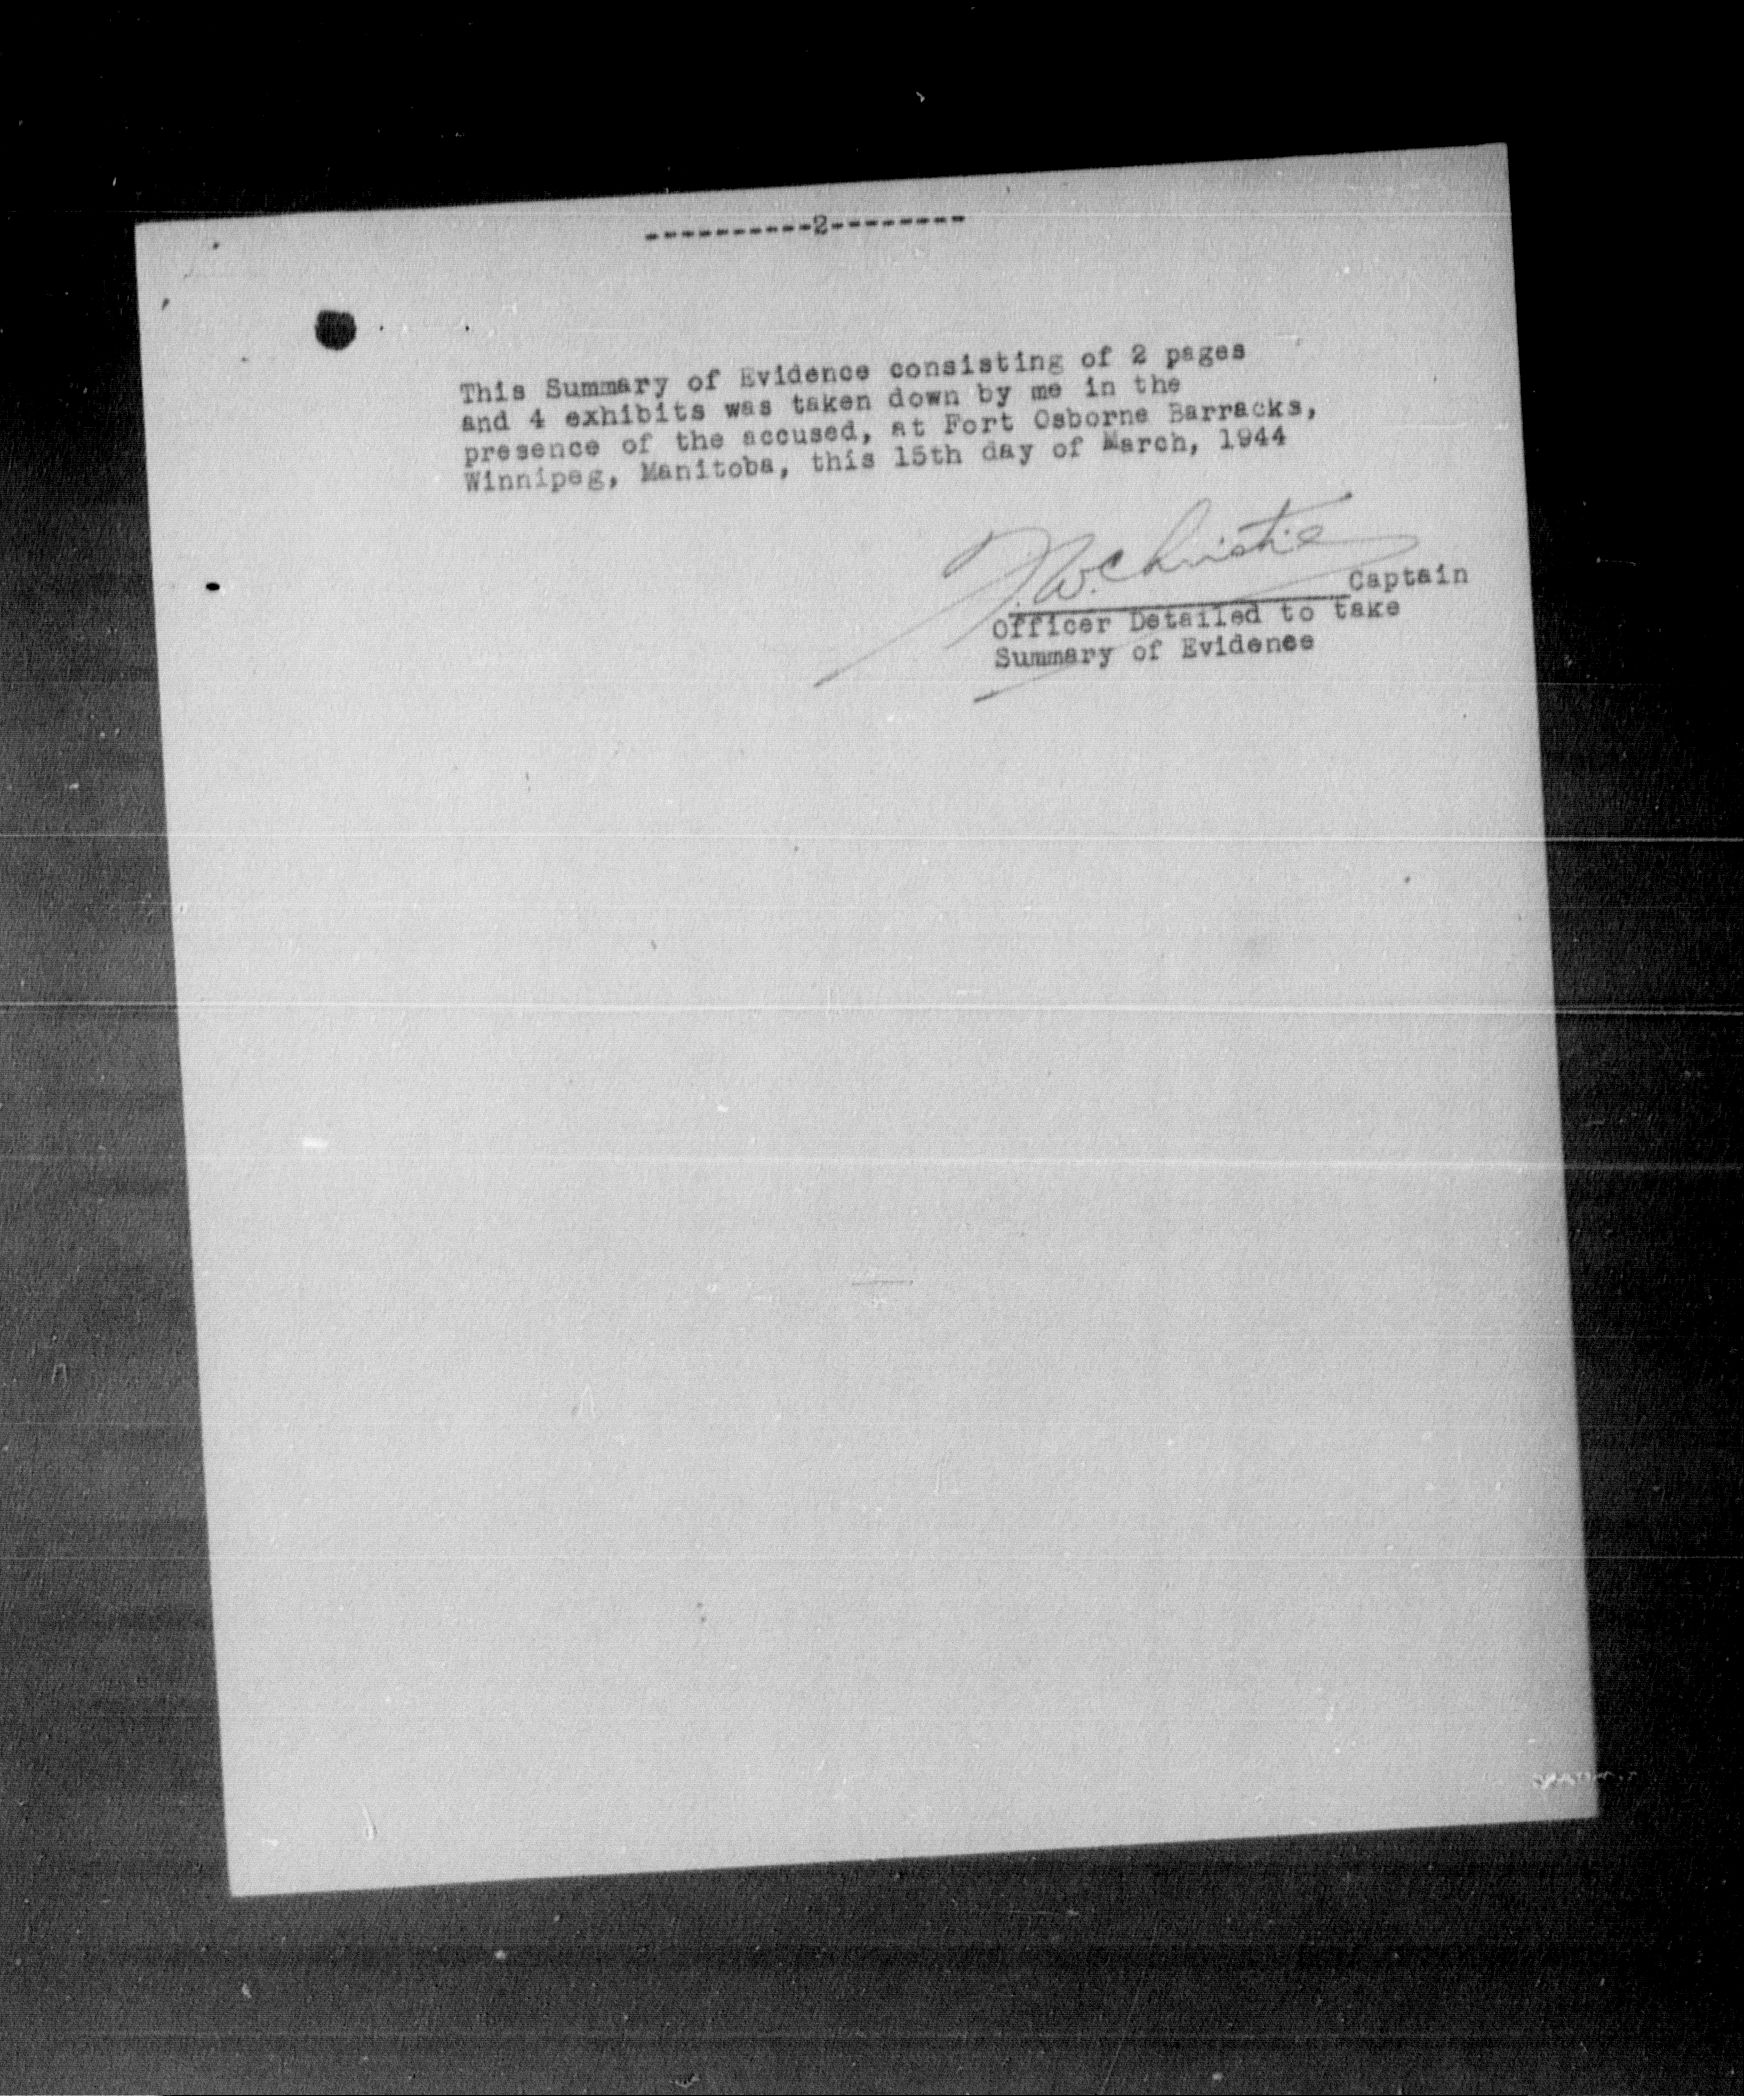 ----------2--------
This Summary of Evidence consisting of 2 pages
and 4 exhibits was taken down by me in the
presence of the accused, at Fort Osborne Barracks,
Winnipeg, Manitoba, this 15th day of March, 1944
W. Christie
Captain
Officer Detailed to take
Summary of Evidence